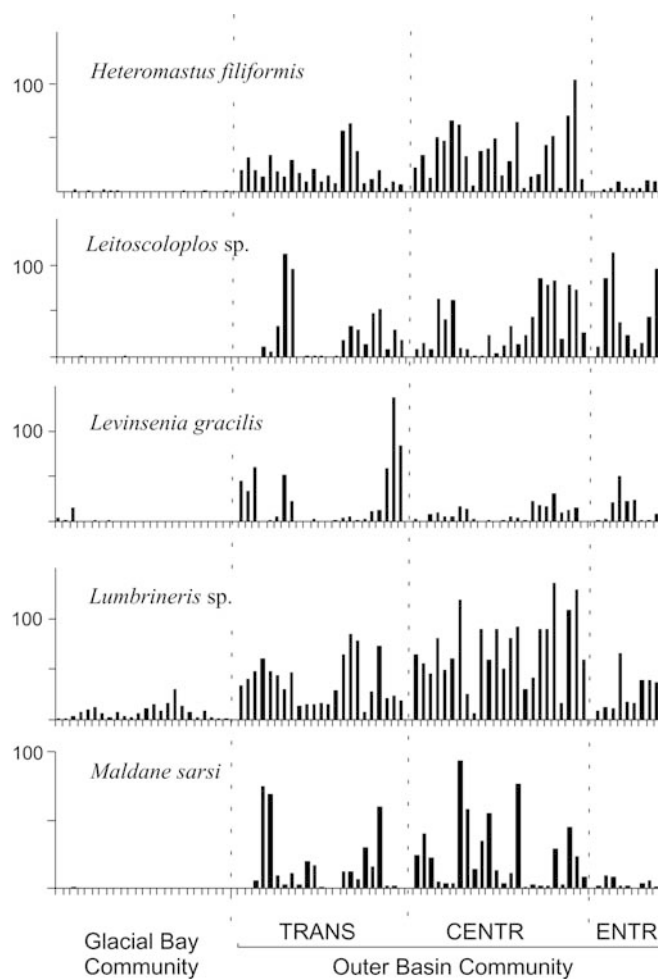 Heteromastus filiformis
100
Leitoscoloplos sp.
100
Levinsenia gracilis
100
Lumbrineris sp.
100
Maldane sarsi
100
Glacial Bay
Community
TRANS CENTR ENTR
Outer Basin Community